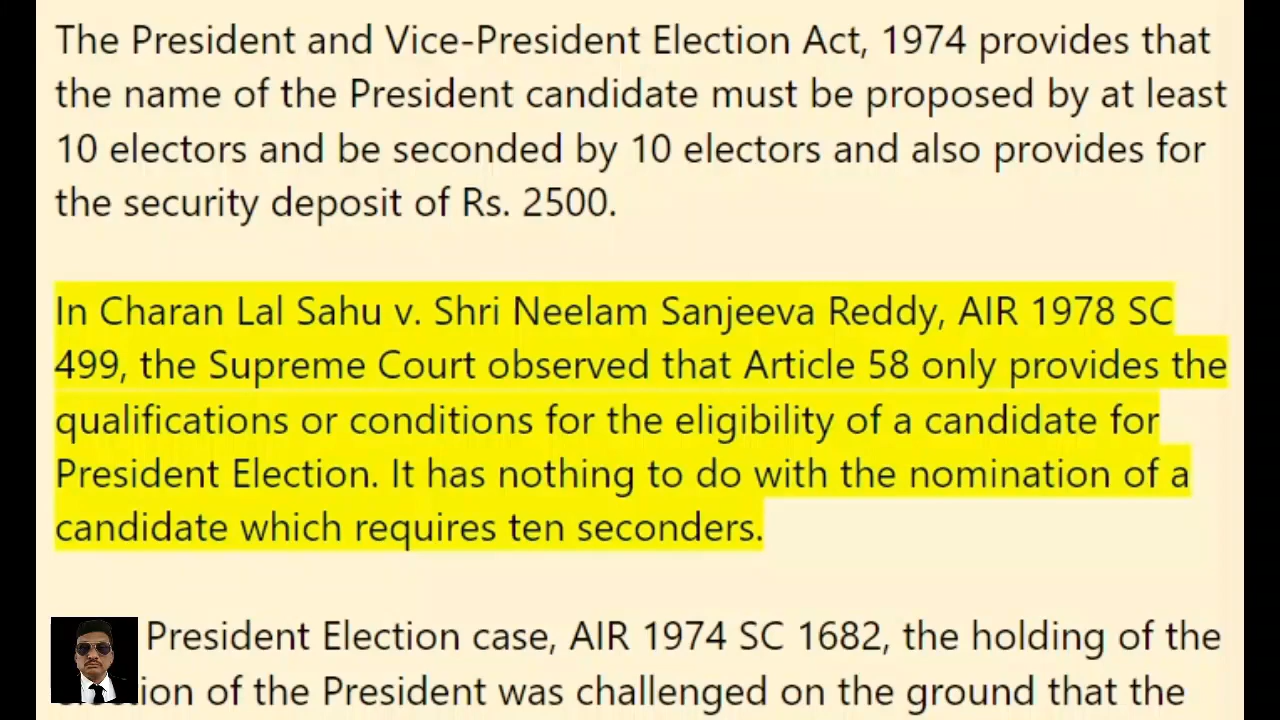 The President and Vice-President Election Act, 1974 provides that
the name of the President candidate must be proposed by at least
10 electors and be seconded by 10 electors and also provides for
the security deposit of Rs. 2500.
In Charan Lal Sahu v. Shri Neelam Sanjeeva Reddy, AIR 1978 SC
499, the Supreme Court observed that Article 58 only provides the
qualifications or conditions for the eligibility of a candidate for
President Election. It has nothing to do with the nomination of a
candidate which requires ten seconders.
President Election case, AIR 1974 SC 1682, the holding of the
of the President was challenged on the ground that the